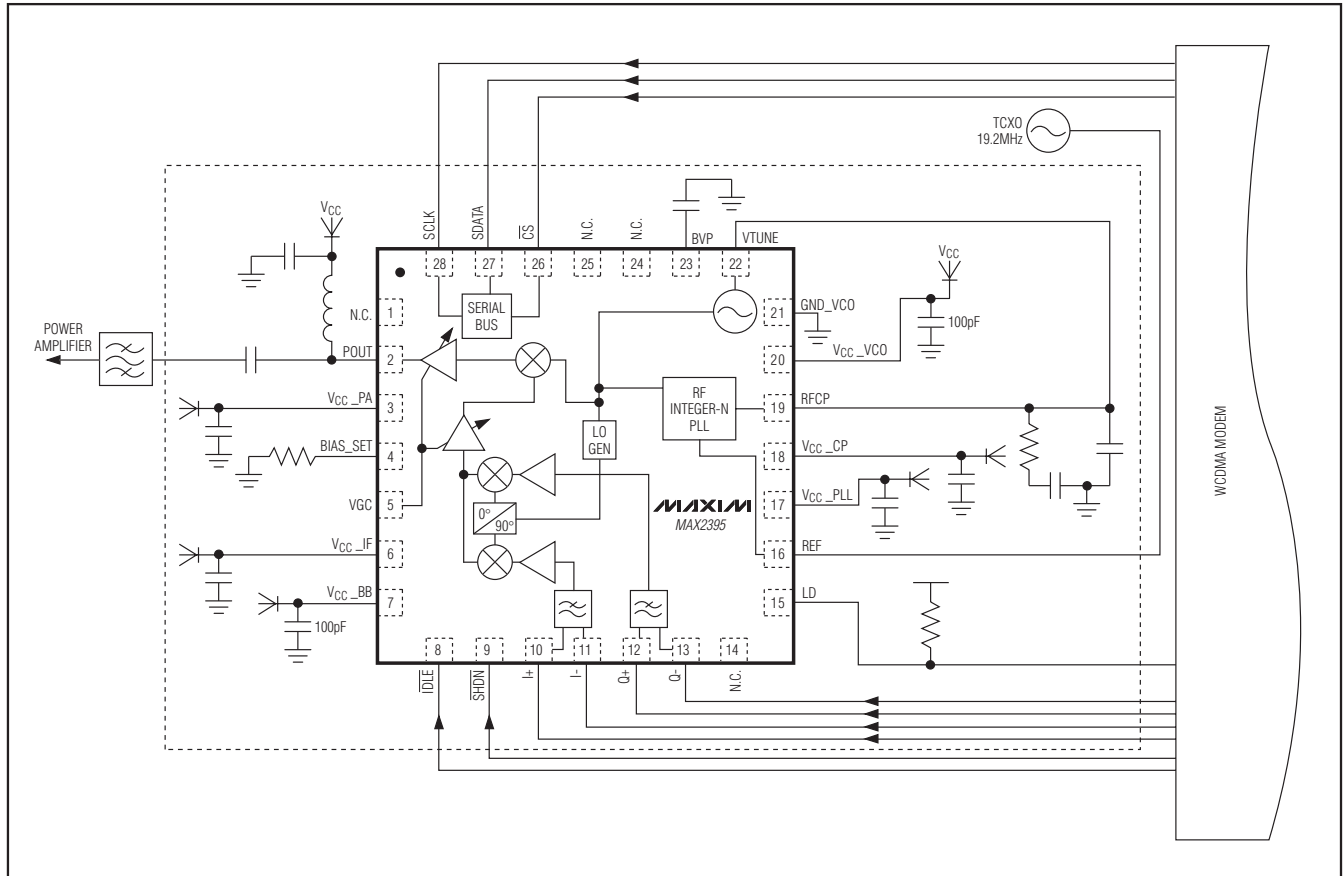 TCXO
19.2MHz
WCDMA MODEM
VCC
SCLK
SDATA
CS
N.C.
N.C.
BVP
VTUNE
28
27
26
25
24
23
22
VCC
100pF
N.C.
1
SERIAL
BUS
21
GND_VCO
POWER
AMPLIFIER
POUT
2
20
VCC_VCO
VCC_PA
3
RF
INTEGER-N
PLL
19
RFCP
LO
GEN
BIAS_SET
4
18
VCC_CP
VGC
5
0°
90°
MAXIM
MAX2395
17
VCC_PLL
VCC_IF
6
16
REF
VCC_BB
7
100pF
15
LD
8
9
10
11
12
13
14
IDLE
SHDN
I+
I-
Q+
Q-
N.C.